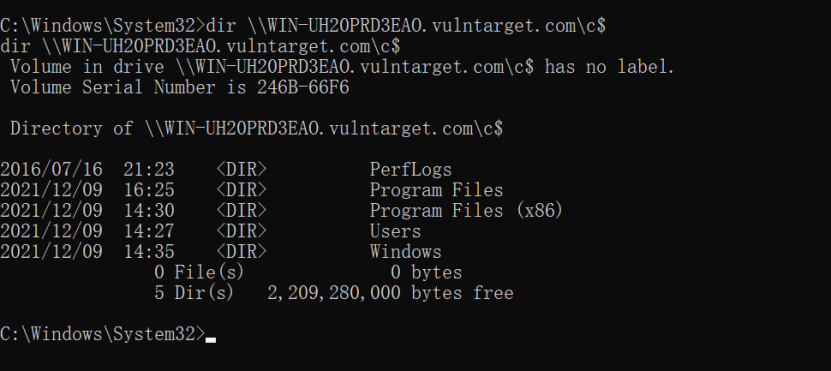 C:\Windows\System32>dir \\WIN-UH20PRD3EAO.vulntarget.com\c$
dir \\WIN-UH20PRD3EAO.vulntarget.com\c$
 Volume in drive \\WIN-UH20PRD3EAO.vulntarget.com\c$ has no label.
 Volume Serial Number is 246B-66F6

 Directory of \\WIN-UH20PRD3EAO.vulntarget.com\c$

2016/07/16  21:23    <DIR>          PerfLogs
2021/12/09  16:25    <DIR>          Program Files
2021/12/09  14:30    <DIR>          Program Files (x86)
2021/12/09  14:27    <DIR>          Users
2021/12/09  14:35    <DIR>          Windows
               0 File(s)              0 bytes
               5 Dir(s)   2,209,280,000 bytes free

C:\Windows\System32>